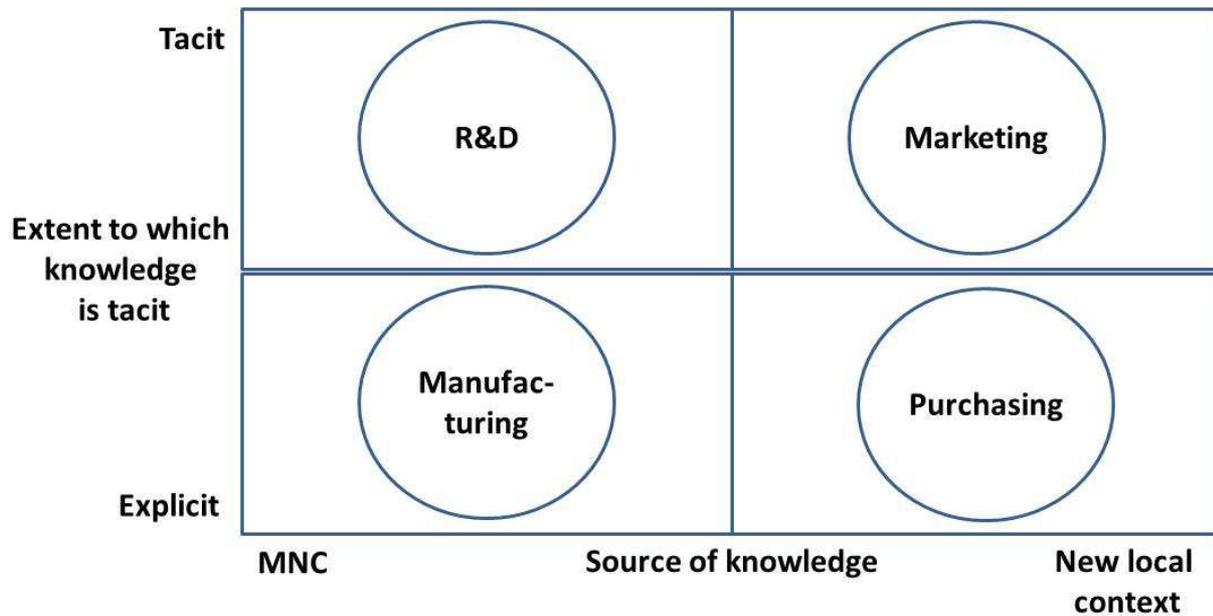 Tacit
R&D
Marketing
Extent to which
knowledge
is tacit
Manufac-
turing
Purchasing
Explicit
MNC
Source of knowledge
New local
context